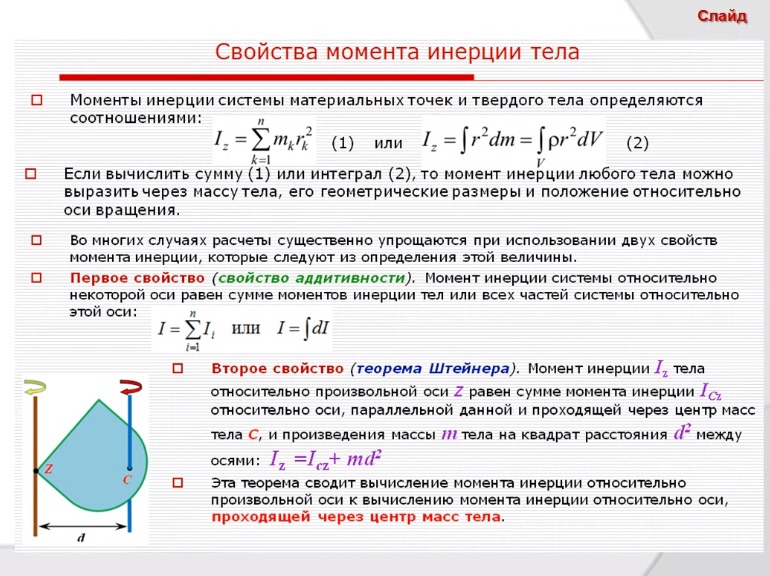 Слайд
Свойства момента инерции тела
Моменты инерции системы материальных точек и твердого тела определяются
соотношениями:
I_z = \sum_{k=1}^{n} m_k r_k^2 (1) или I_z = ∫ r^2 dm = ∫_V ρr^2 dV (2)
Если вычислить сумму (1) или интеграл (2), то момент инерции любого тела можно
выразить через массу тела, его геометрические размеры и положение относительно
оси вращения.
Во многих случаях расчеты существенно упрощаются при использовании двух свойств
момента инерции, которые следуют из определения этой величины.
Первое свойство (свойство аддитивности). Момент инерции системы относительно
некоторой оси равен сумме моментов инерции тел или всех частей системы относительно
этой оси:
I = \sum_{i=1}^{n} I_i или I = ∫ dI
Второе свойство (теорема Штейнера). Момент инерции I_z тела
относительно произвольной оси Z равен сумме момента инерции I_{Cz}
относительно оси, параллельной данной и проходящей через центр масс
тела C, и произведения массы m тела на квадрат расстояния d^2 между
осями: I_z =I_{cz}+ md^2
Эта теорема сводит вычисление момента инерции относительно
произвольной оси к вычислению момента инерции относительно оси,
проходящей через центр масс тела.
Z
C
d